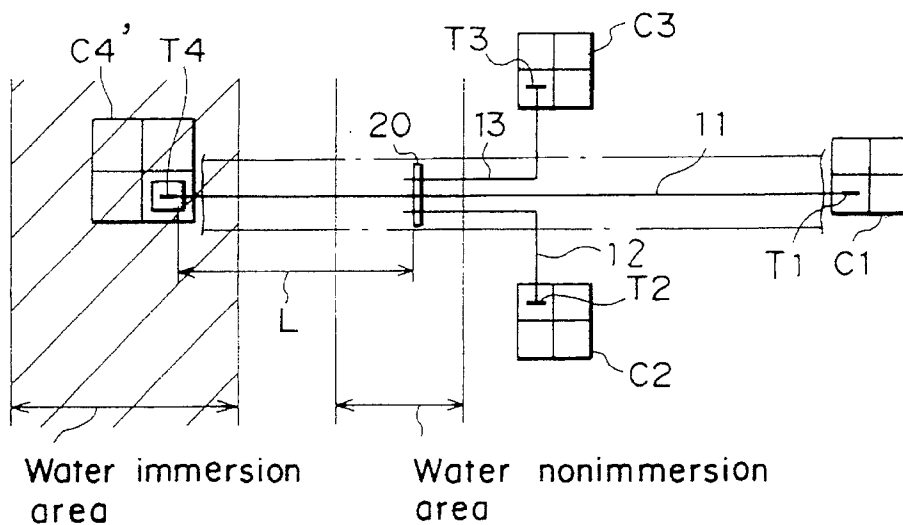 C4' T4
T3 C3
20 13 11
12 T1 C1
L T2
C2
Water immersion area
Water nonimmersion area